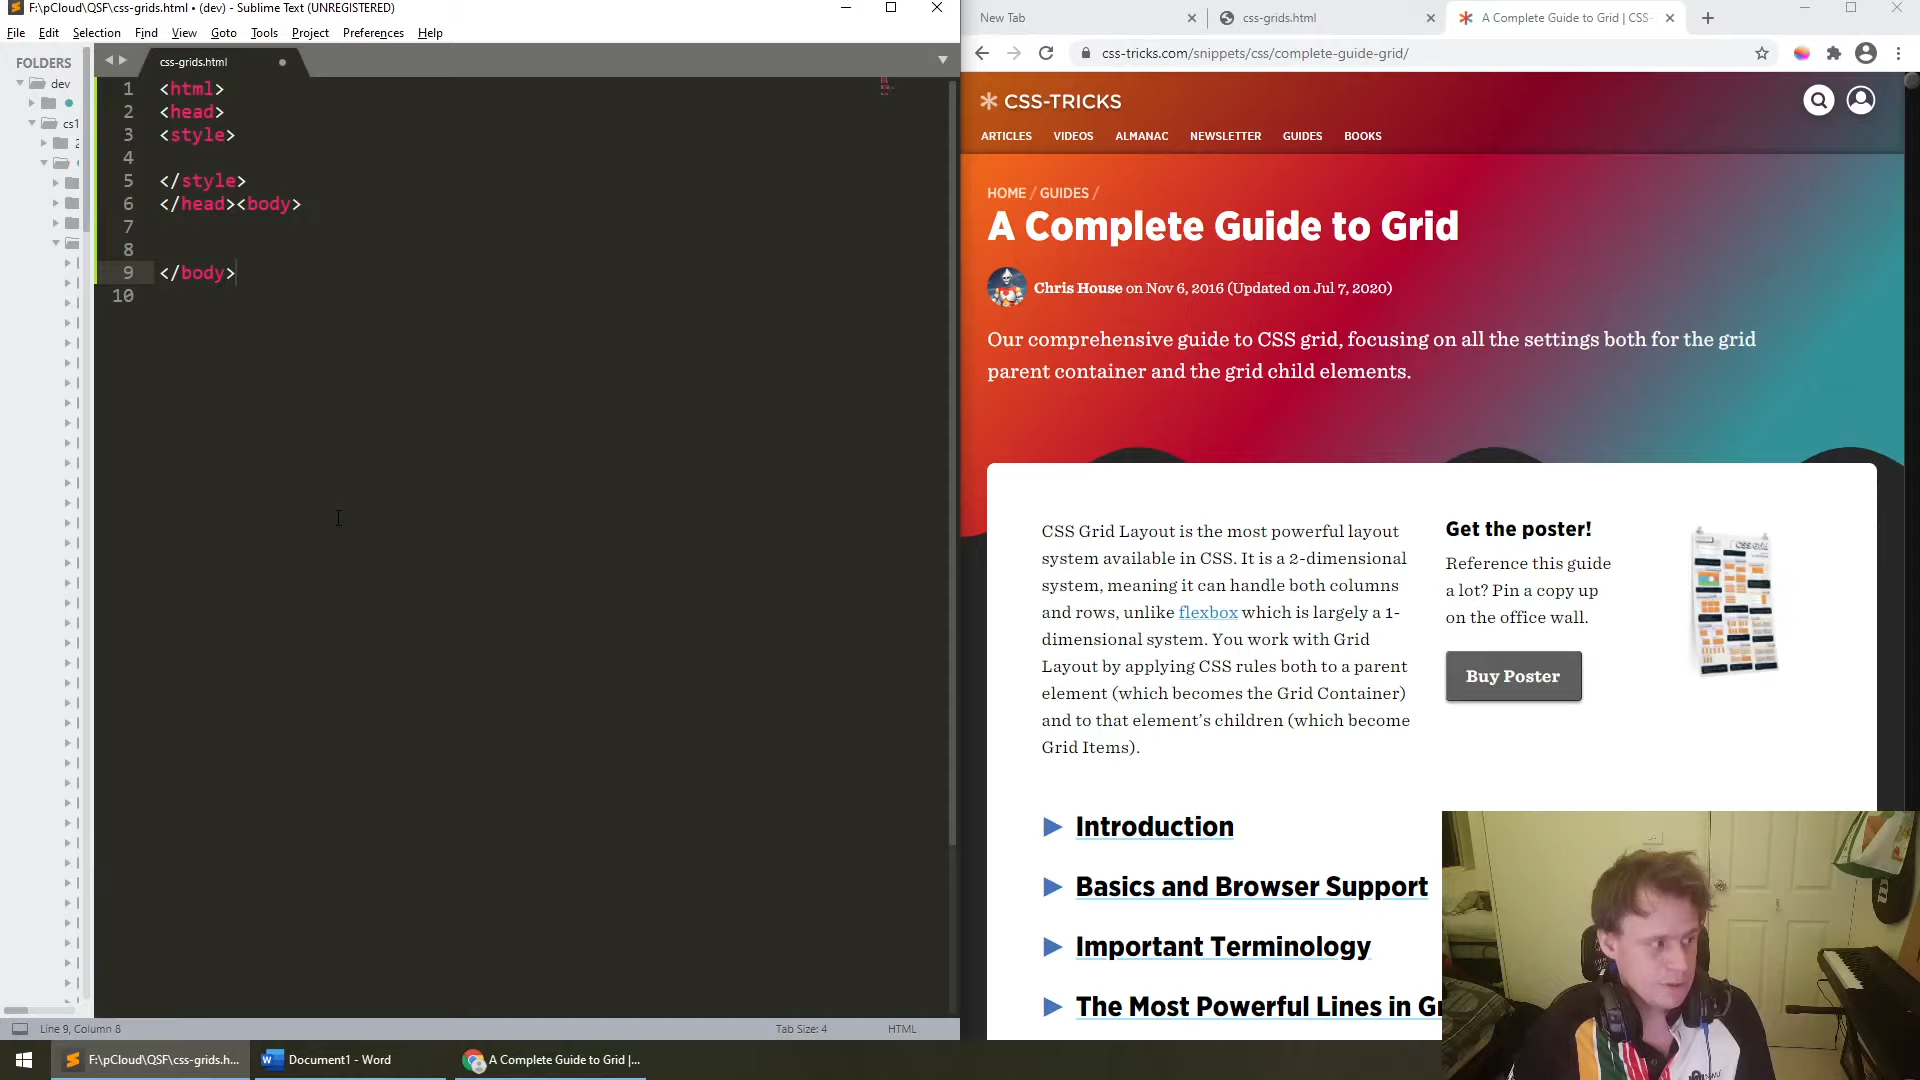 F:\pCloud\QSF\css-grids.html • (dev) - Sublime Text (UNREGISTERED)
File Edit Selection Find View Goto Tools Project Preferences Help
FOLDERS
dev
cs1
css-grids.html
1 <html>
2 <head>
3 <style>
4
5 </style>
6 </head><body>
7
8
9 </body>
10
Line 9, Column 8
Tab Size: 4
HTML
New Tab
css-grids.html
A Complete Guide to Grid | CSS-
css-tricks.com/snippets/css/complete-guide-grid/
CSS-TRICKS
ARTICLES VIDEOS ALMANAC NEWSLETTER GUIDES BOOKS
HOME / GUIDES /
A Complete Guide to Grid
Chris House on Nov 6, 2016 (Updated on Jul 7, 2020)
Our comprehensive guide to CSS grid, focusing on all the settings both for the grid
parent container and the grid child elements.
CSS Grid Layout is the most powerful layout
system available in CSS. It is a 2-dimensional
system, meaning it can handle both columns
and rows, unlike flexbox which is largely a 1-
dimensional system. You work with Grid
Layout by applying CSS rules both to a parent
element (which becomes the Grid Container)
and to that element’s children (which become
Grid Items).
Get the poster!
Reference this guide
a lot? Pin a copy up
on the office wall.
Buy Poster
CSS Grid
Introduction
Basics and Browser Support
Important Terminology
The Most Powerful Lines in Gr
F:\pCloud\QSF\css-grids.h...
Document1 - Word
A Complete Guide to Grid |...